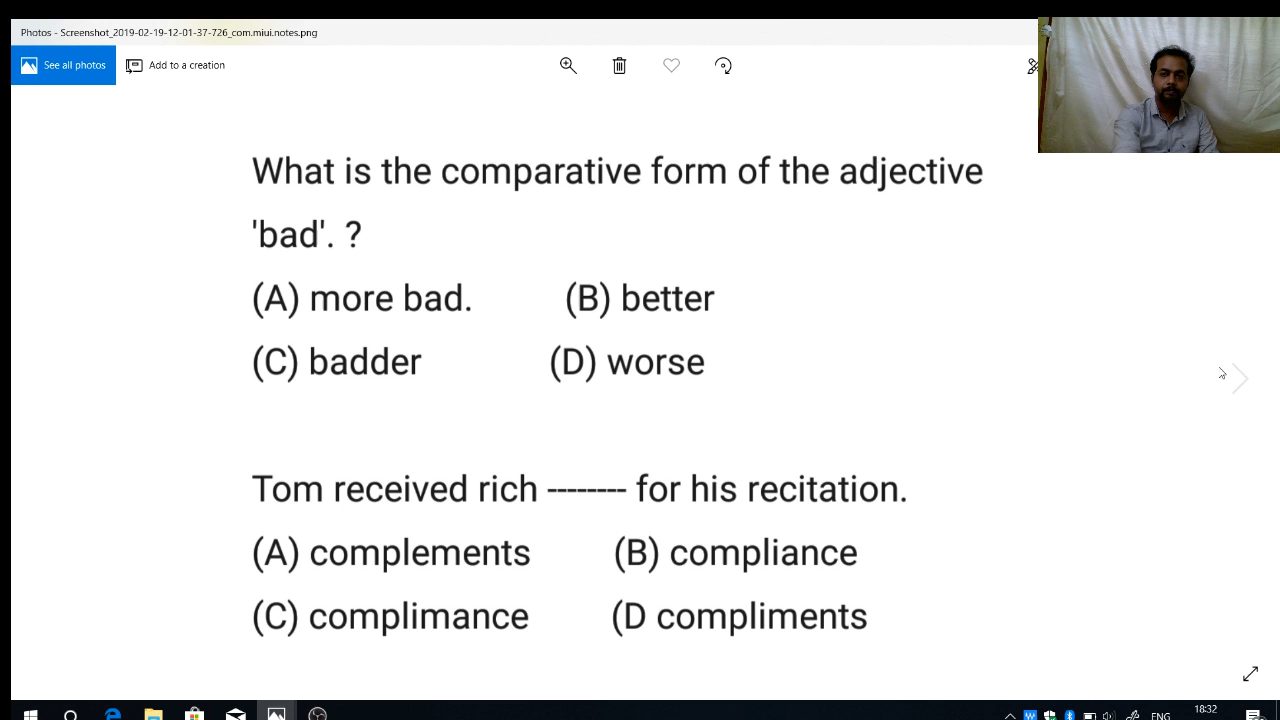 Photos - Screenshot_2019-02-19-12-01-37-726_com.miui.notes.png
See all photos Add to a creation
What is the comparative form of the adjective
'bad'. ?
(A) more bad. (B) better
(C) badder (D) worse
Tom received rich -------- for his recitation.
(A) complements (B) compliance
(C) complimance (D compliments
ENG 18:32